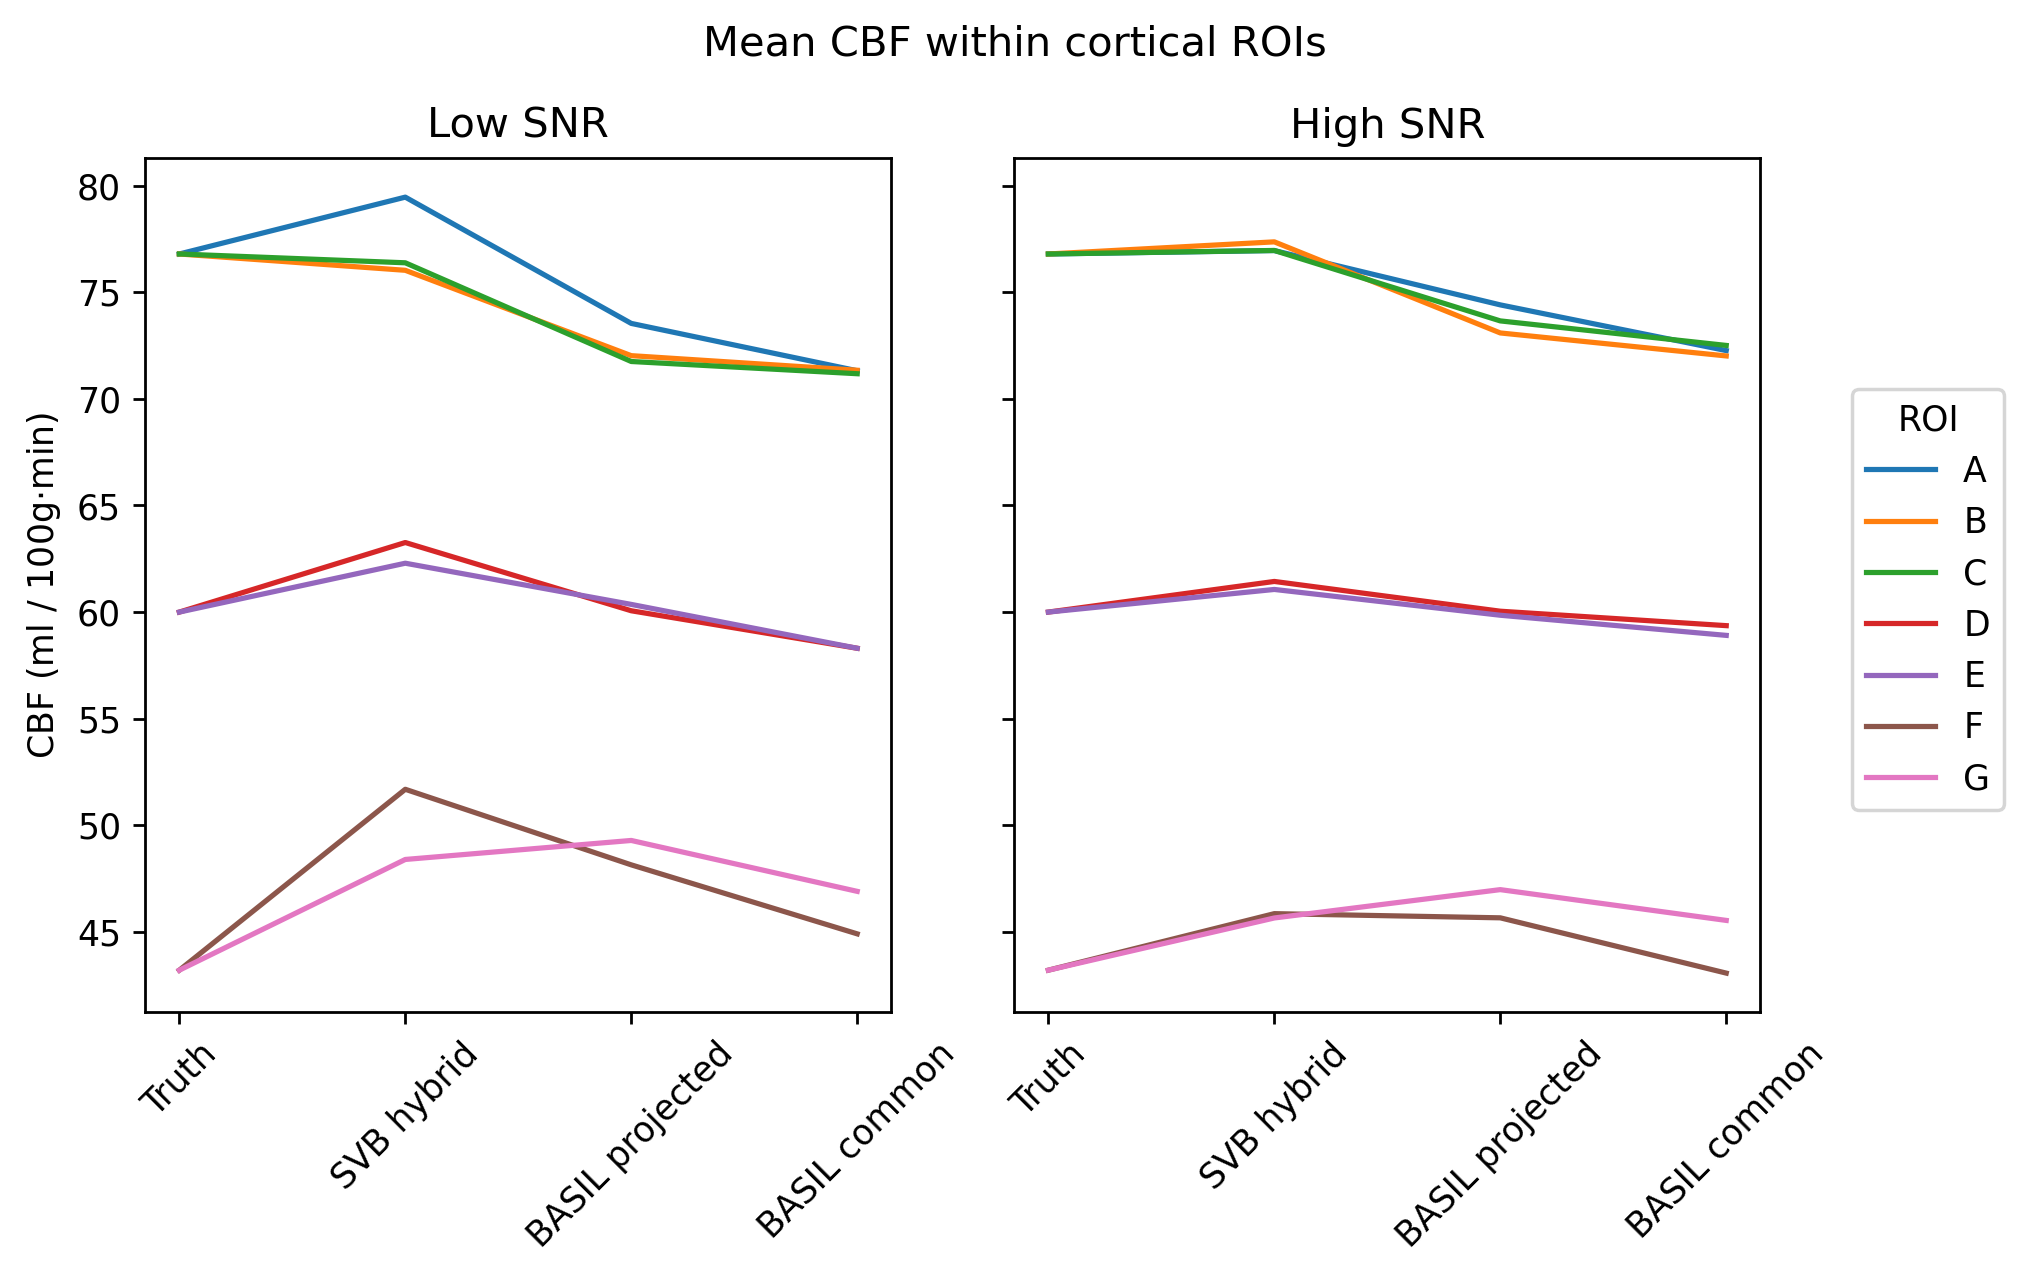 Mean CBF within cortical ROIs
Low SNR
High SNR
CBF (ml / 100g·min)
80
75
70
65
60
55
50
45
Truth
SVB hybrid
BASIL projected
BASIL common
Truth
SVB hybrid
BASIL projected
BASIL common
ROI
A
B
C
D
E
F
G